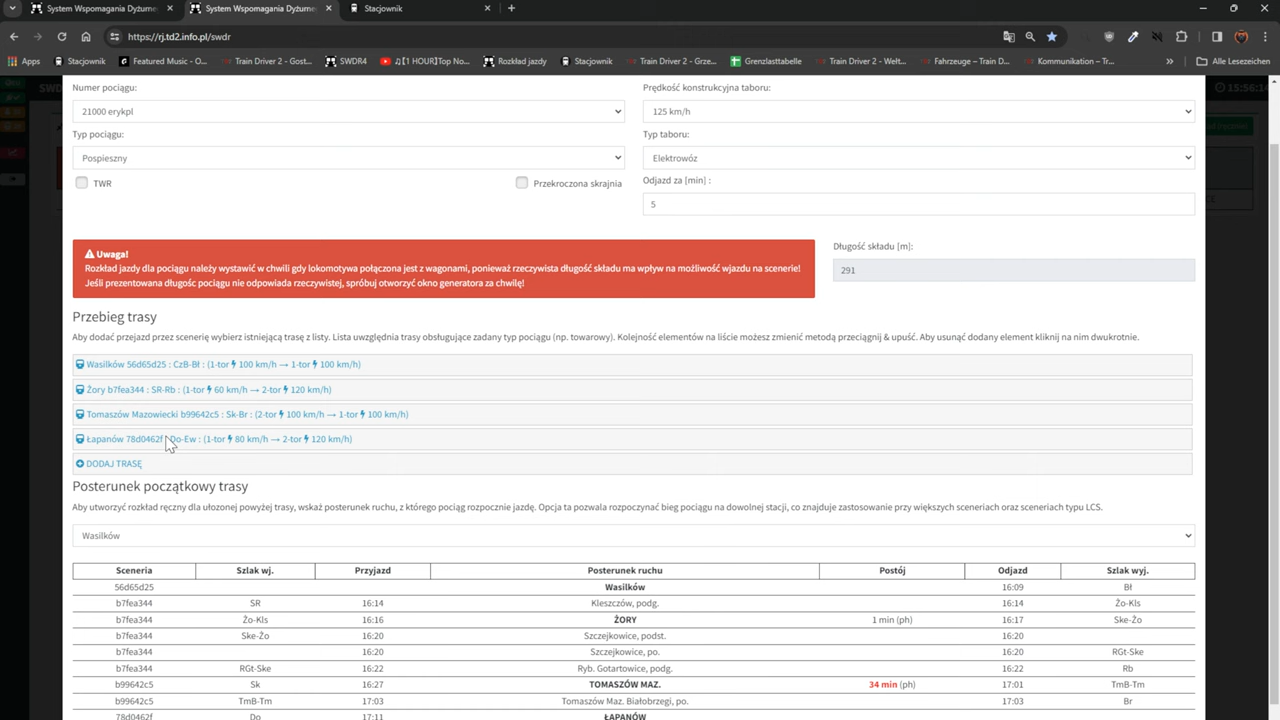 System Wspomagania Dyżurne
System Wspomagania Dyżurne
Stacjownik
https://rj.td2.info.pl/swdr
Apps
Stacjownik
Featured Music - O...
SWDR4
♫【1 HOUR】Top No...
Rozkład jazdy
Stacjownik
Train Driver 2 - Grze...
Grenzlasttabelle
Train Driver 2 - Welt...
Fahrzeuge – Train D...
Kommunikation – Tr...
»
Alle Lesezeichen
15:56:14
Numer pociągu:
Prędkość konstrukcyjna taboru:
21000 erykpl
125 km/h
Typ pociągu:
Typ taboru:
Pospieszny
Elektrowóz
TWR
Przekroczona skrajnia
Odjazd za [min] :
5
Uwaga!
Rozkład jazdy dla pociągu należy wystawić w chwili gdy lokomotywa połączona jest z wagonami, ponieważ rzeczywista długość składu ma wpływ na możliwość wjazdu na scenerie!
Jeśli prezentowana długośc pociągu nie odpowiada rzeczywistej, spróbuj otworzyć okno generatora za chwilę!
Długość składu [m]:
291
Przebieg trasy
Aby dodać przejazd przez scenerię wybierz istniejącą trasę z listy. Lista uwzględnia trasy obsługujące zadany typ pociągu (np. towarowy). Kolejność elementów na liście możesz zmienić metodą przeciągnij & upuść. Aby usunąć dodany element kliknij na nim dwukrotnie.
Wasilków 56d65d25 : CzB-Bł : (1-tor 100 km/h → 1-tor 100 km/h)
Żory b7fea344 : SR-Rb : (1-tor 60 km/h → 2-tor 120 km/h)
Tomaszów Mazowiecki b99642c5 : Sk-Br : (2-tor 100 km/h → 1-tor 100 km/h)
Łapanów 78d0462f : Do-Ew : (1-tor 80 km/h → 2-tor 120 km/h)
DODAJ TRASĘ
Posterunek początkowy trasy
Aby utworzyć rozkład ręczny dla ułozonej powyżej trasy, wskaż posterunek ruchu, z którego pociąg rozpocznie jazdę. Opcja ta pozwala rozpoczynać bieg pociągu na dowolnej stacji, co znajduje zastosowanie przy większych sceneriach oraz sceneriach typu LCS.
Wasilków
Sceneria Szlak wj. Przyjazd Posterunek ruchu Postój Odjazd Szlak wyj.
56d65d25 Wasilków 16:09 Bł
b7fea344 SR 16:14 Kleszczów, podg. 16:14 Żo-Kls
b7fea344 Żo-Kls 16:16 ŻORY 1 min (ph) 16:17 Ske-Żo
b7fea344 Ske-Żo 16:20 Szczejkowice, podst. 16:20
b7fea344 16:20 Szczejkowice, po. 16:20 RGt-Ske
b7fea344 RGt-Ske 16:22 Ryb. Gotartowice, podg. 16:22 Rb
b99642c5 Sk 16:27 TOMASZÓW MAZ. 34 min (ph) 17:01 TmB-Tm
b99642c5 TmB-Tm 17:03 Tomaszów Maz. Białobrzegi, po. 17:03 Br
78d0462f Do 17:11 ŁAPANÓW